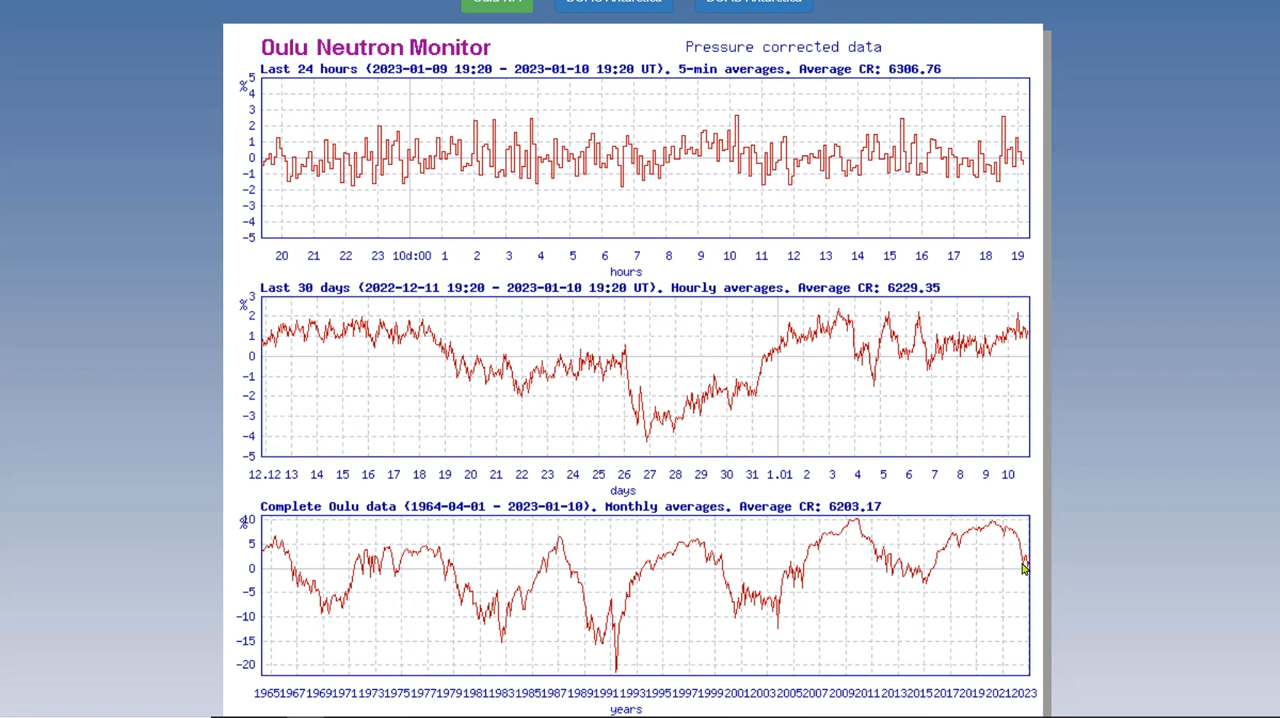 Oulu Neutron Monitor
Pressure corrected data
Last 24 hours (2023-01-09 19:20 - 2023-01-10 19:20 UT). 5-min averages. Average CR: 6306.76
%
5
4
3
2
1
0
-1
-2
-3
-4
-5
20 21 22 23 10d:00 1 2 3 4 5 6 7 8 9 10 11 12 13 14 15 16 17 18 19
hours
Last 30 days (2022-12-11 19:20 - 2023-01-10 19:20 UT). Hourly averages. Average CR: 6229.35
%
3
2
1
0
-1
-2
-3
-4
-5
12.12 13 14 15 16 17 18 19 20 21 22 23 24 25 26 27 28 29 30 31 1.01 2 3 4 5 6 7 8 9 10
days
Complete Oulu data (1964-04-01 - 2023-01-10). Monthly averages. Average CR: 6203.17
%
10
5
0
-5
-10
-15
-20
1965 1967 1969 1971 1973 1975 1977 1979 1981 1983 1985 1987 1989 1991 1993 1995 1997 1999 2001 2003 2005 2007 2009 2011 2013 2015 2017 2019 2021 2023
years